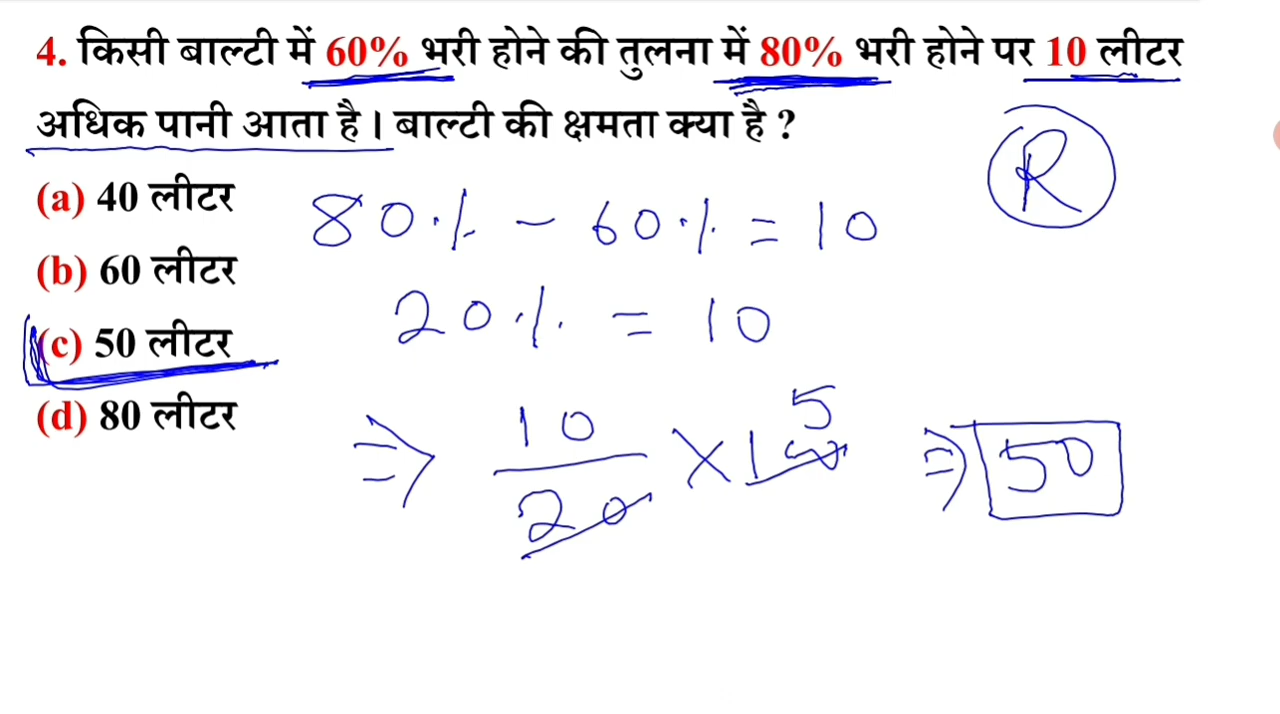 4. किसी बाल्टी में 60% भरी होने की तुलना में 80% भरी होने पर 10 लीटर
अधिक पानी आता है। बाल्टी की क्षमता क्या है ?
R
(a) 40 लीटर
80% - 60% = 10
(b) 60 लीटर
20% = 10
(c) 50 लीटर
(d) 80 लीटर
5
⇒ 10/20 × 100 ⇒ 50